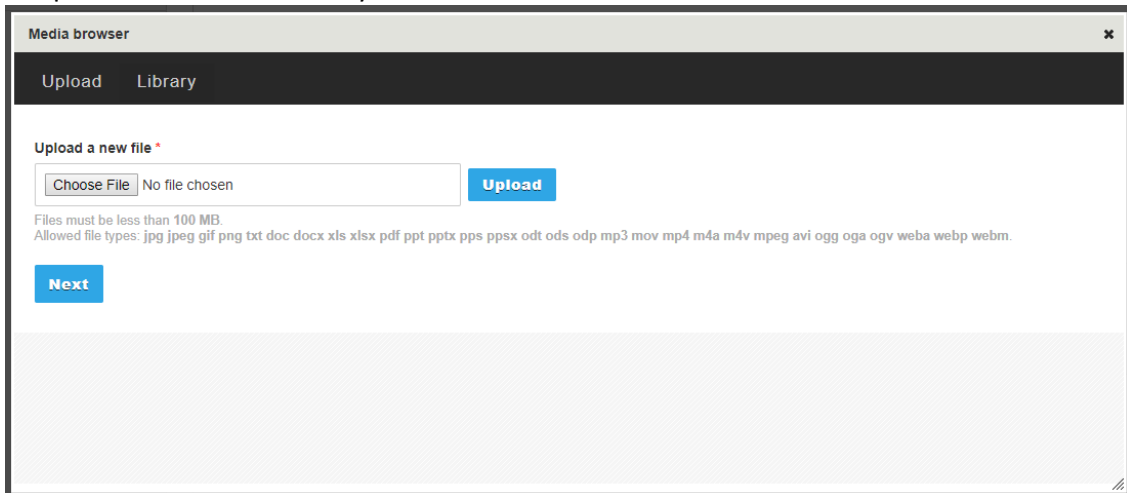 Media browser
Upload Library
Upload a new file *
Choose File No file chosen Upload
Files must be less than 100 MB.
Allowed file types: jpg jpeg gif png txt doc docx xls xlsx pdf ppt pptx pps ppsx odt ods odp mp3 mov mp4 m4a m4v mpeg avi ogg oga ogv weba webp webm.
Next